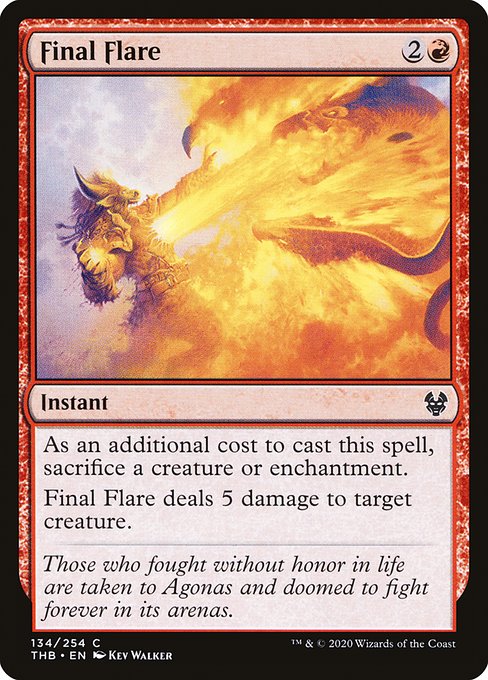 Final Flare 2
Instant
As an additional cost to cast this spell,
sacrifice a creature or enchantment.
Final Flare deals 5 damage to target
creature.
Those who fought without honor in life
are taken to Agonas and doomed to fight
forever in its arenas.
134/254 C
THB • EN Kev Walker
™ & © 2020 Wizards of the Coast